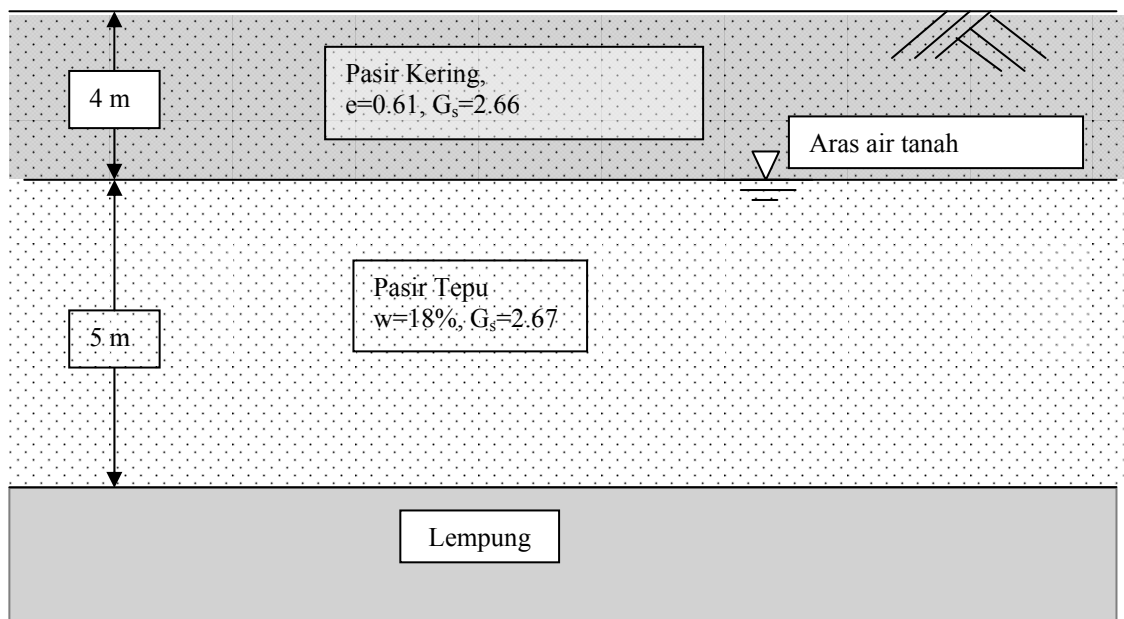 4 m
Pasir Kering,
e=0.61, Gs=2.66
Aras air tanah
5 m
Pasir Tepu
w=18%, Gs=2.67
Lempung